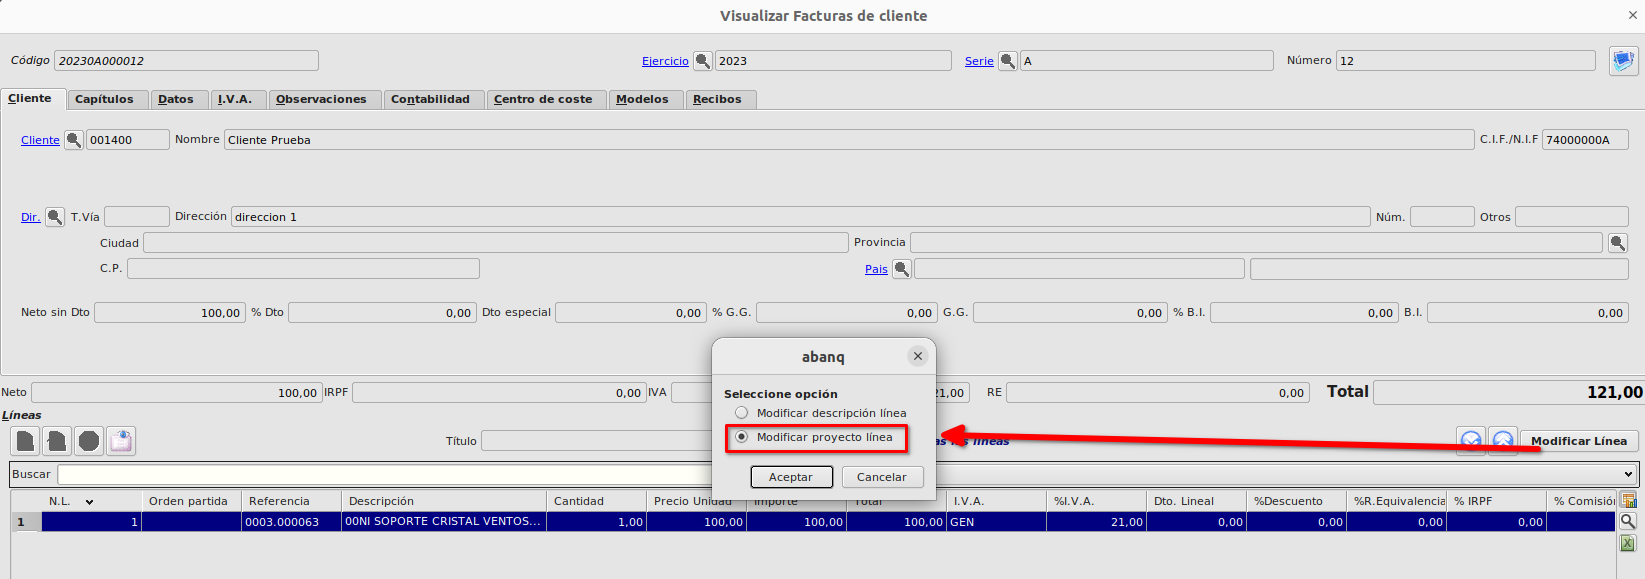 Visualizar Facturas de cliente
Código 20230A000012 Ejercicio 2023 Serie A Número 12
Cliente Capítulos Datos I.V.A. Observaciones Contabilidad Centro de coste Modelos Recibos
Cliente 001400 Nombre Cliente Prueba C.I.F./N.I.F 74000000A
Dir. T.Vía Dirección direccion 1 Núm. Otros
Ciudad Provincia
C.P. Pais
Neto sin Dto 100,00 % Dto 0,00 Dto especial 0,00 % G.G. 0,00 G.G. 0,00 % B.I. 0,00 B.I. 0,00
abanq
Seleccione opción
Modificar descripción línea
Modificar proyecto línea
Aceptar Cancelar
Neto 100,00 IRPF 0,00 IVA 21,00 RE 0,00 Total 121,00
Líneas
Título líneas Modificar Línea
Buscar
N.L. Orden partida Referencia Descripción Cantidad Precio Unidad Importe Total I.V.A. %I.V.A. Dto. Lineal %Descuento %R.Equivalencia % IRPF % Comisión
1 1 0003.000063 00NI SOPORTE CRISTAL VENTOS... 1,00 100,00 100,00 100,00 GEN 21,00 0,00 0,00 0,00 0,00